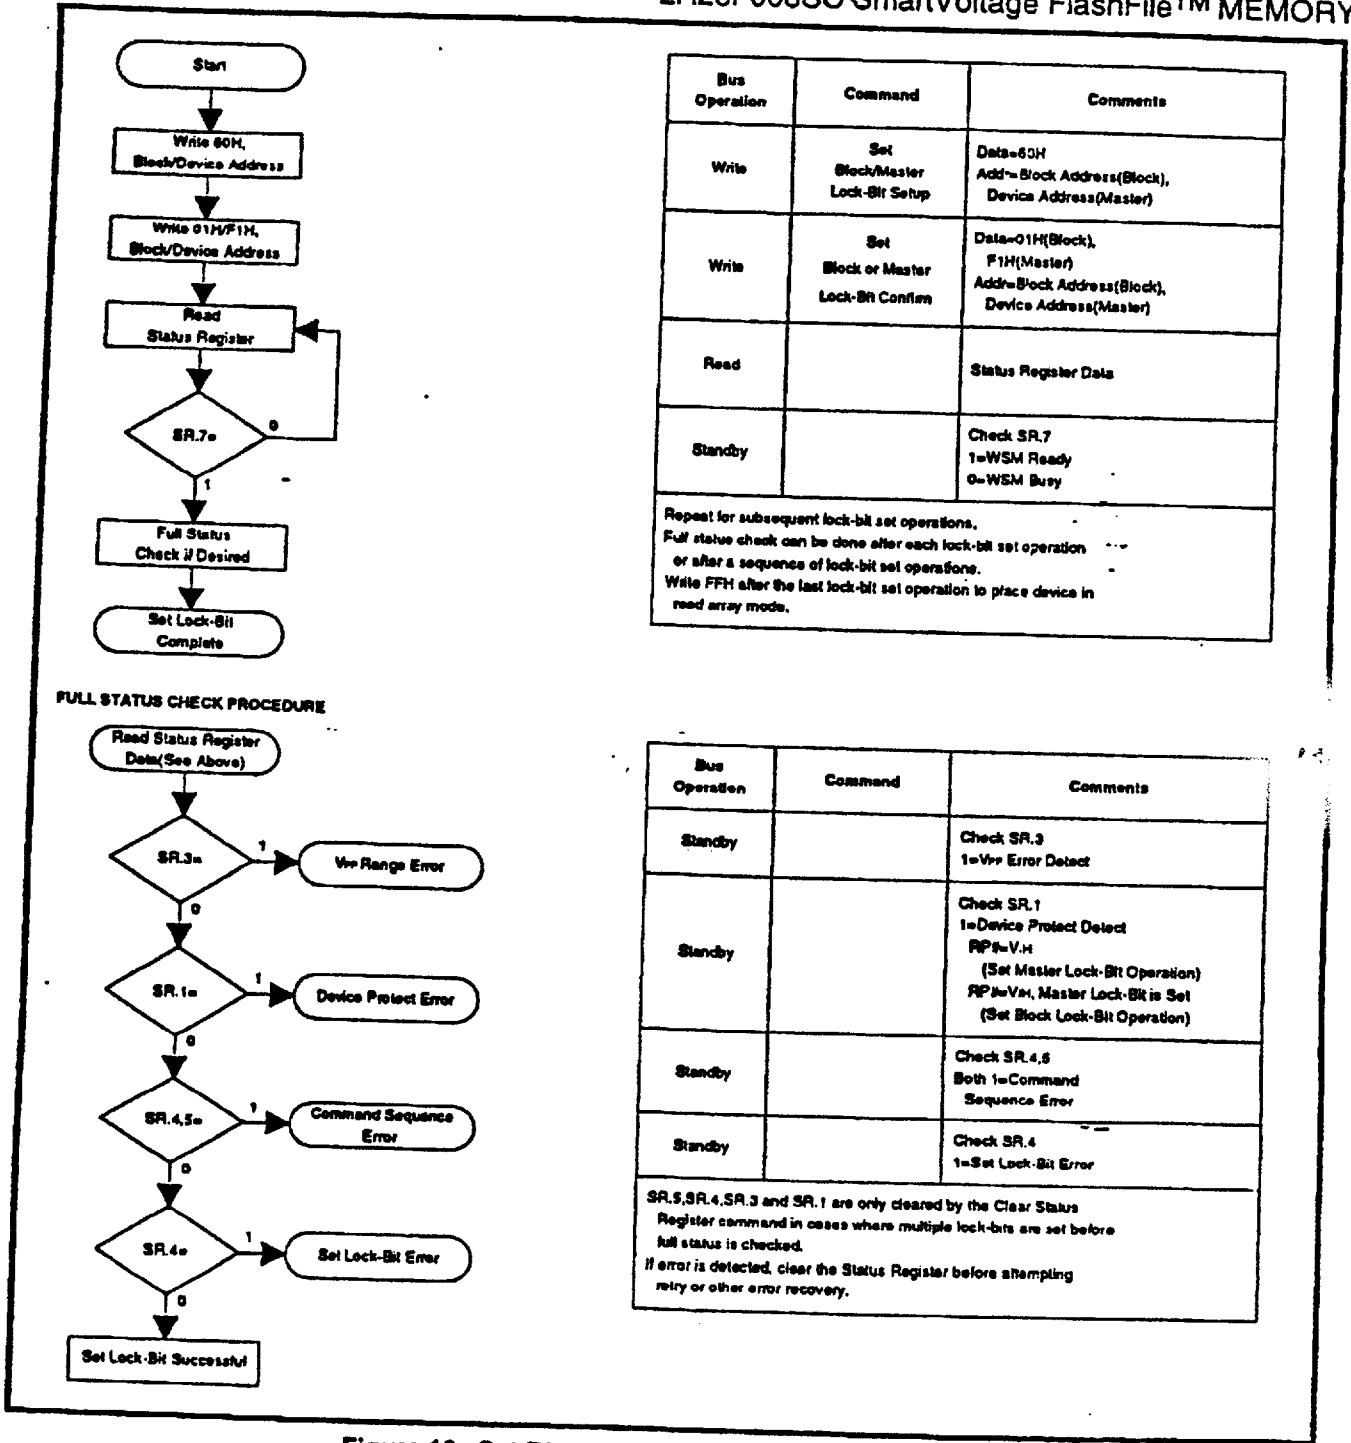 SmartVoltage FlashFile™ MEMORY
Start
Write 60H,
Block/Device Address
Write 01H/F1H,
Block/Device Address
Read
Status Register
SR.7=
0
1
Full Status
Check if Desired
Set Lock-Bit
Complete
Bus
Operation
Command
Comments
Write
Set
Block/Master
Lock-Bit Setup
Data=60H
Addr=Block Address(Block),
Device Address(Master)
Write
Set
Block or Master
Lock-Bit Confirm
Data=01H(Block),
F1H(Master)
Addr=Block Address(Block),
Device Address(Master)
Read
Status Register Data
Standby
Check SR.7
1=WSM Ready
0=WSM Busy
Repeat for subsequent lock-bit set operations.
Full status check can be done after each lock-bit set operation
or after a sequence of lock-bit set operations.
Write FFH after the last lock-bit set operation to place device in
read array mode.
FULL STATUS CHECK PROCEDURE
Read Status Register
Data(See Above)
SR.3=
1
VPP Range Error
0
SR.1=
1
Device Protect Error
0
SR.4,5=
1
Command Sequence
Error
0
SR.4=
1
Set Lock-Bit Error
0
Set Lock-Bit Successful
Bus
Operation
Command
Comments
Standby
Check SR.3
1=VPP Error Detect
Standby
Check SR.1
1=Device Protect Detect
RP#=VIH
(Set Master Lock-Bit Operation)
RP#=VIH, Master Lock-Bit is Set
(Set Block Lock-Bit Operation)
Standby
Check SR.4,5
Both 1=Command
Sequence Error
Standby
Check SR.4
1=Set Lock-Bit Error
SR.5,SR.4,SR.3 and SR.1 are only cleared by the Clear Status
Register command in cases where multiple lock-bits are set before
full status is checked.
If error is detected, clear the Status Register before attempting
retry or other error recovery.